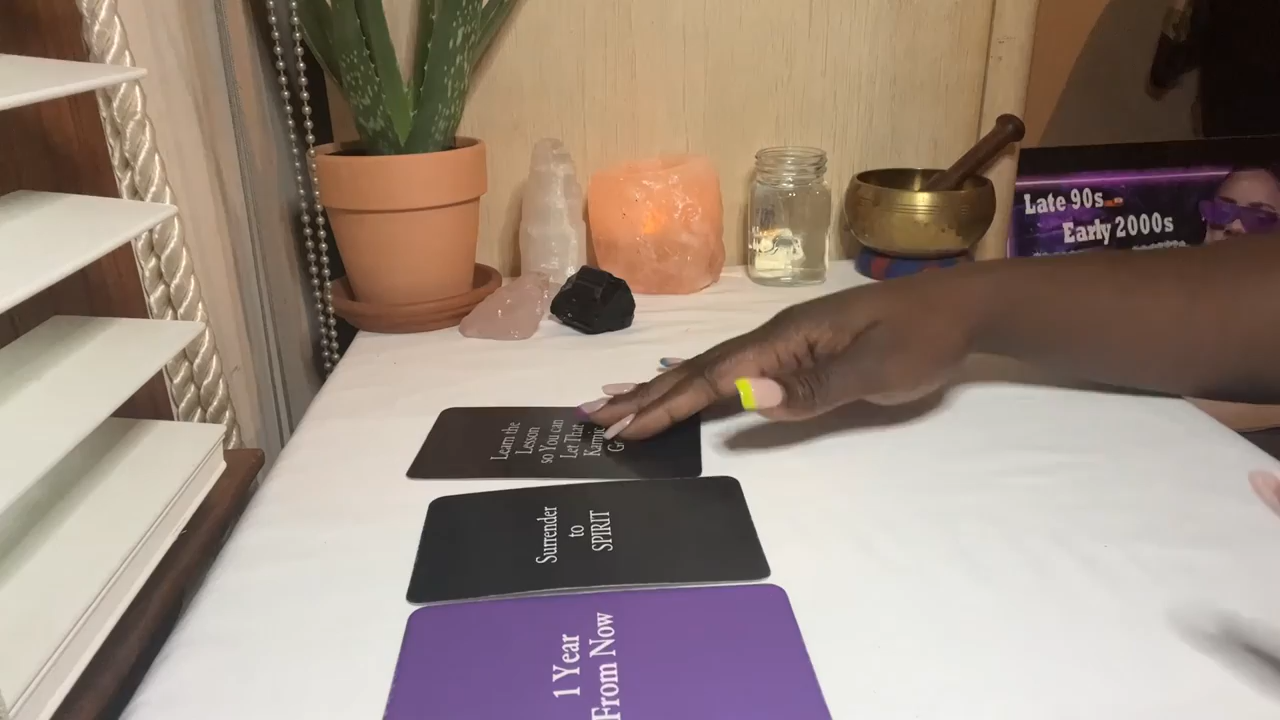 Late 90s
Early 2000s
Learn the
Lesson
so You can
Let That
Surrender
to
SPIRIT
1 Year
From Now